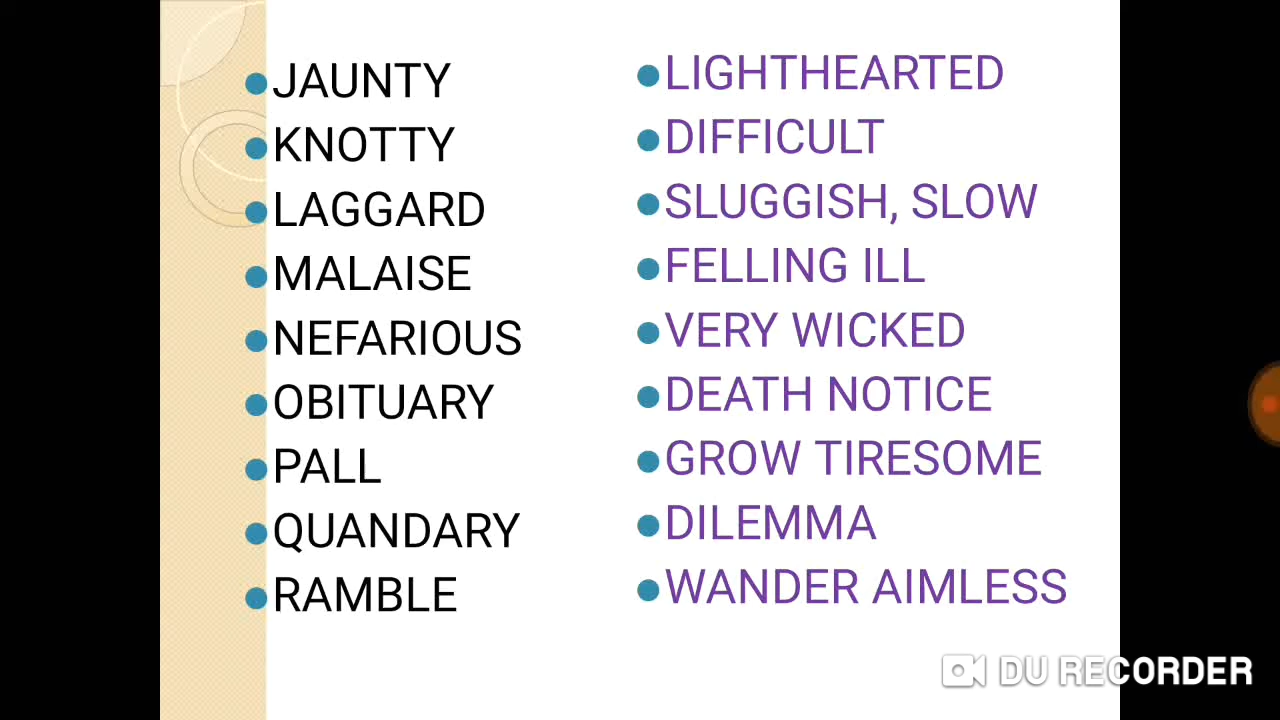 JAUNTY
KNOTTY
LAGGARD
MALAISE
NEFARIOUS
OBITUARY
PALL
QUANDARY
RAMBLE
LIGHTHEARTED
DIFFICULT
SLUGGISH, SLOW
FELLING ILL
VERY WICKED
DEATH NOTICE
GROW TIRESOME
DILEMMA
WANDER AIMLESS
DU RECORDER